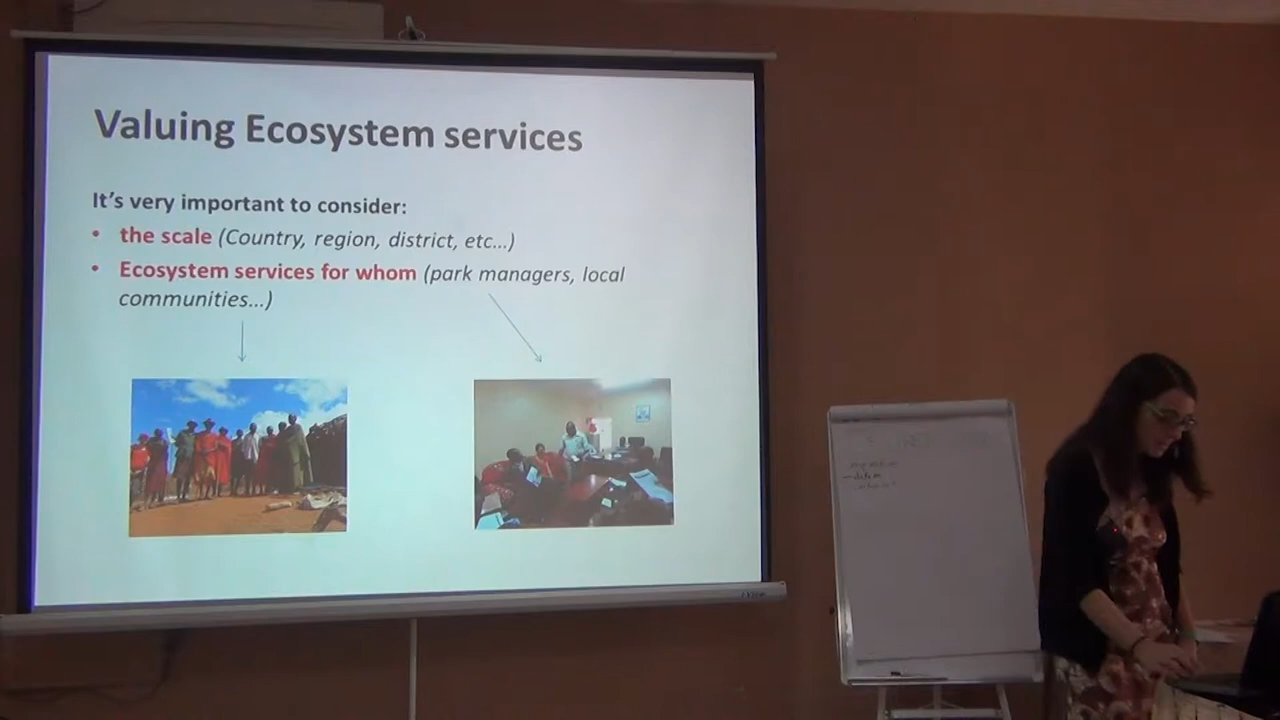 Valuing Ecosystem services
It's very important to consider:
• the scale (Country, region, district, etc...)
• Ecosystem services for whom (park managers, local
communities...)